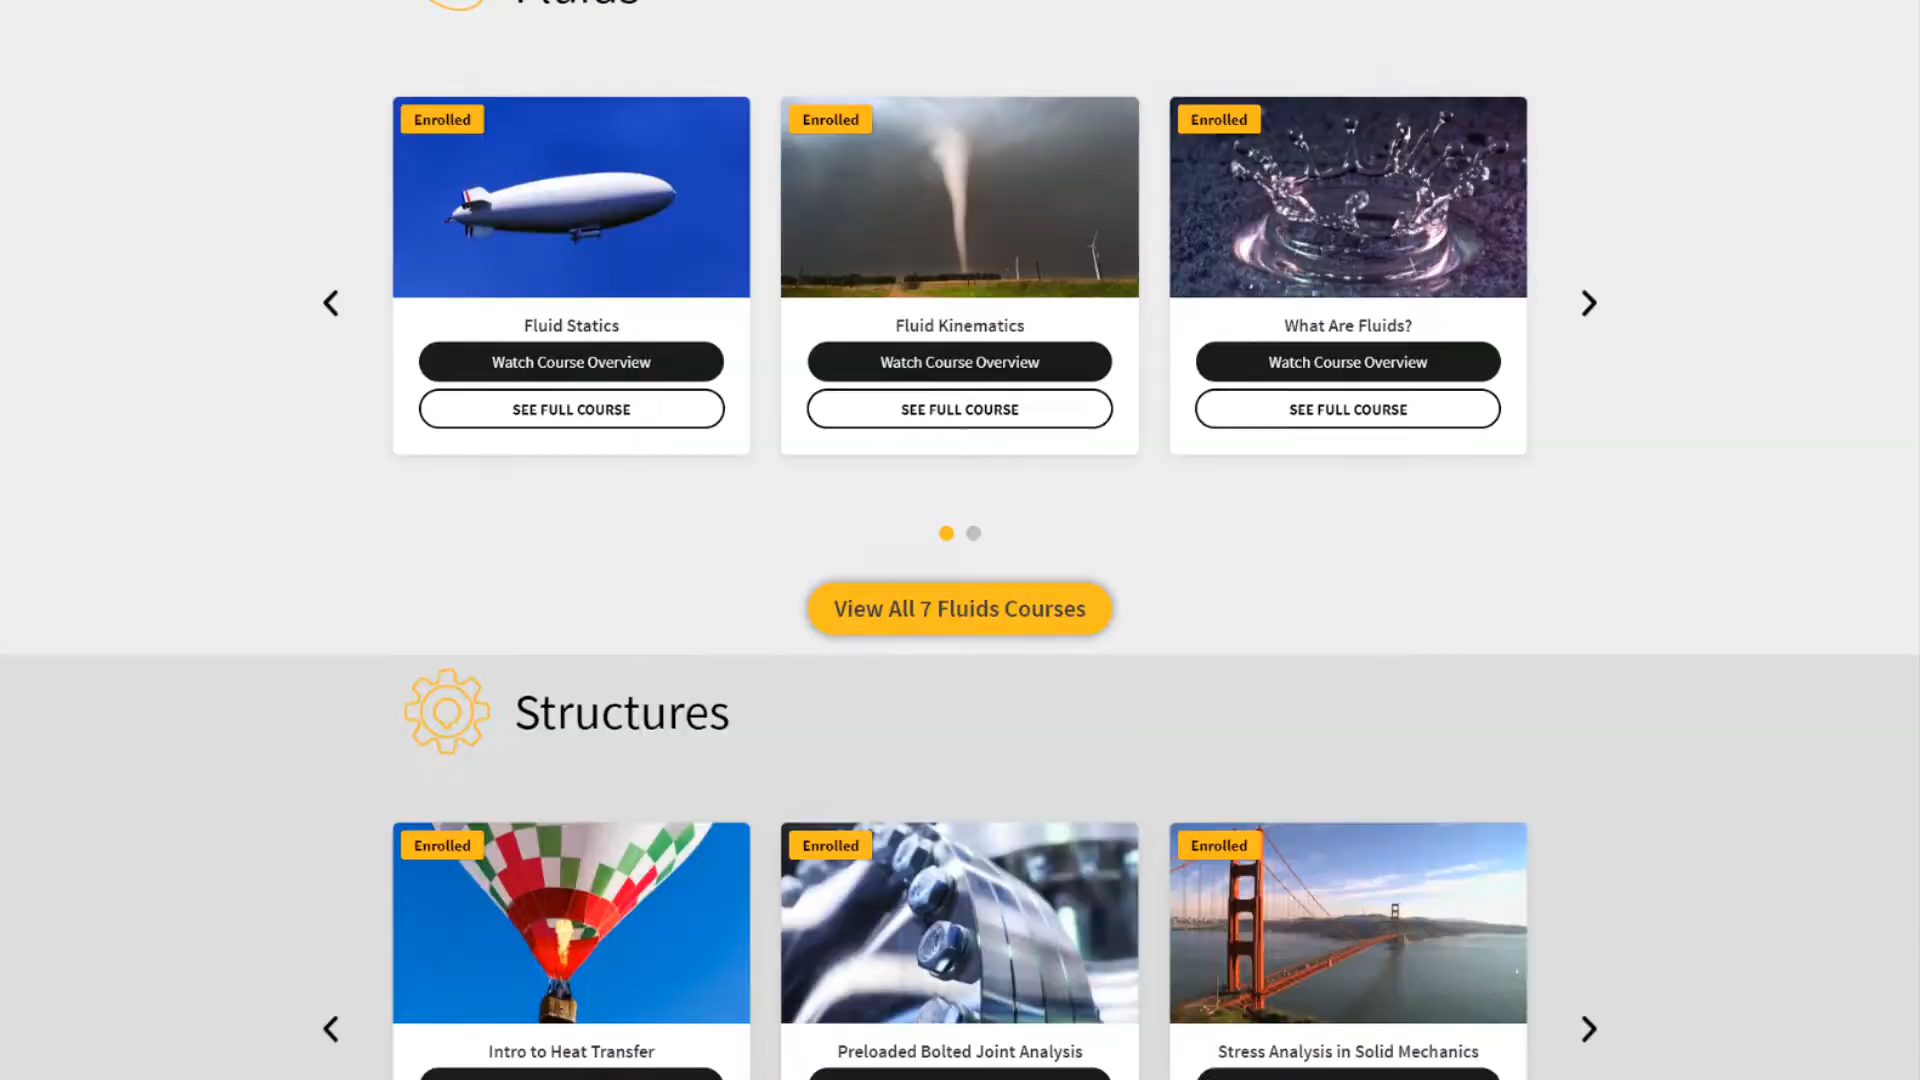 Fluids
Enrolled
Enrolled
Enrolled
Fluid Statics
Fluid Kinematics
What Are Fluids?
Watch Course Overview
Watch Course Overview
Watch Course Overview
SEE FULL COURSE
SEE FULL COURSE
SEE FULL COURSE
View All 7 Fluids Courses
Structures
Enrolled
Enrolled
Enrolled
Intro to Heat Transfer
Preloaded Bolted Joint Analysis
Stress Analysis in Solid Mechanics